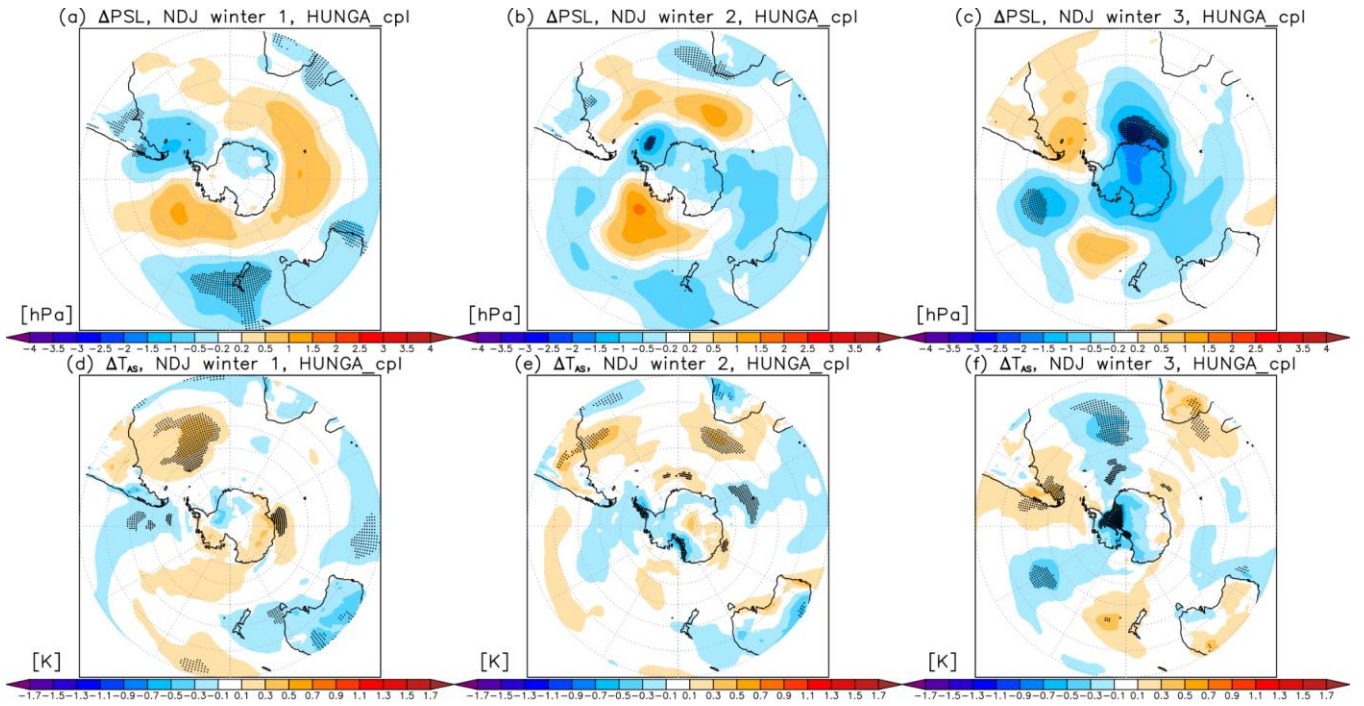 (a) ΔPSL, NDJ winter 1, HUNGA_cpl
(b) ΔPSL, NDJ winter 2, HUNGA_cpl
(c) ΔPSL, NDJ winter 3, HUNGA_cpl
[hPa]
-4 -3.5 -3 -2.5 -2 -1.5 -1 -0.5 -0.2 0.2 0.5 1 1.5 2 2.5 3 3.5 4
[hPa]
-4 -3.5 -3 -2.5 -2 -1.5 -1 -0.5 -0.2 0.2 0.5 1 1.5 2 2.5 3 3.5 4
[hPa]
-4 -3.5 -3 -2.5 -2 -1.5 -1 -0.5 -0.2 0.2 0.5 1 1.5 2 2.5 3 3.5 4
(d) ΔTAS, NDJ winter 1, HUNGA_cpl
(e) ΔTAS, NDJ winter 2, HUNGA_cpl
(f) ΔTAS, NDJ winter 3, HUNGA_cpl
[K]
-1.7 -1.5 -1.3 -1.1 -0.9 -0.7 -0.5 -0.3 -0.1 0.1 0.3 0.5 0.7 0.9 1.1 1.3 1.5 1.7
[K]
-1.7 -1.5 -1.3 -1.1 -0.9 -0.7 -0.5 -0.3 -0.1 0.1 0.3 0.5 0.7 0.9 1.1 1.3 1.5 1.7
[K]
-1.7 -1.5 -1.3 -1.1 -0.9 -0.7 -0.5 -0.3 -0.1 0.1 0.3 0.5 0.7 0.9 1.1 1.3 1.5 1.7